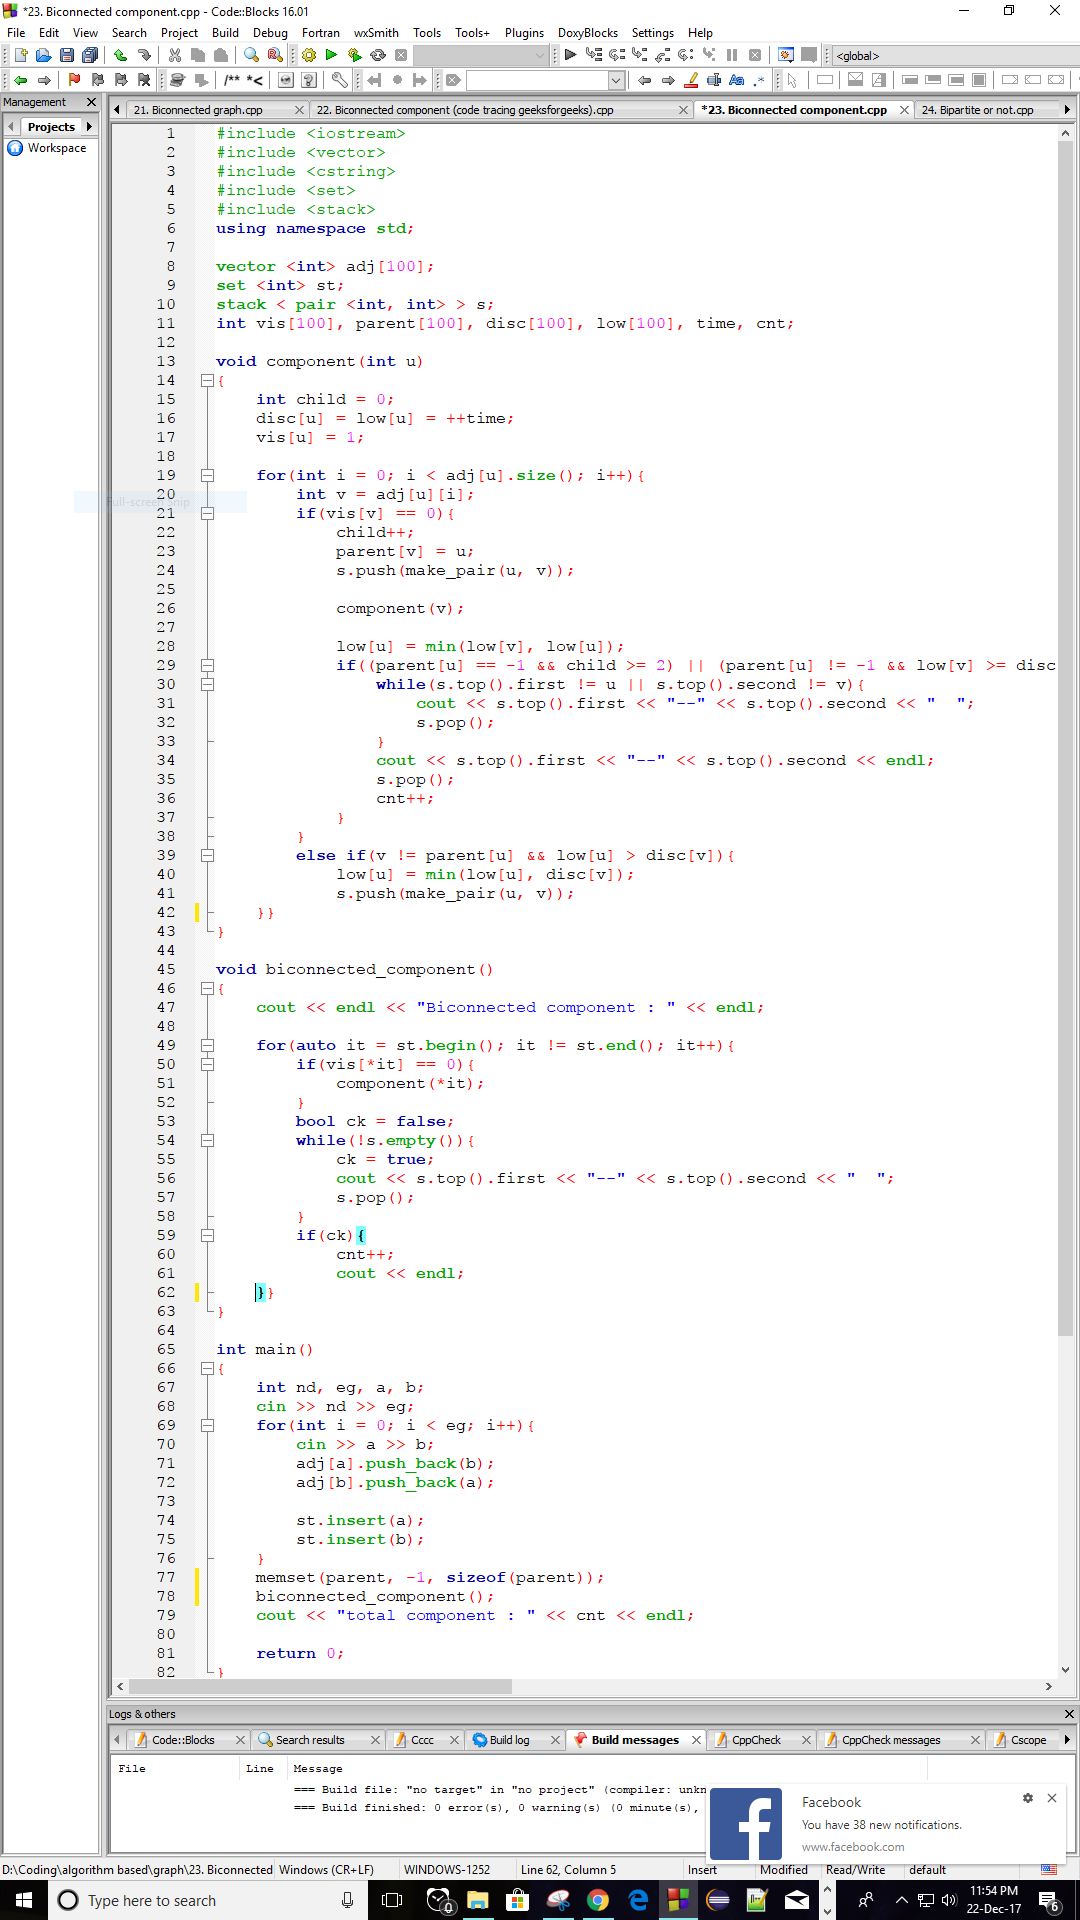 *23. Biconnected component.cpp - Code::Blocks 16.01
File Edit View Search Project Build Debug Fortran wxSmith Tools Tools+ Plugins DoxyBlocks Settings Help
<global>
/** *<
Aa .*
Management
21. Biconnected graph.cpp
22. Biconnected component (code tracing geeksforgeeks).cpp
*23. Biconnected component.cpp
24. Bipartite or not.cpp
Projects
Workspace
Full-screen Snip
1 #include <iostream>
2 #include <vector>
3 #include <cstring>
4 #include <set>
5 #include <stack>
6 using namespace std;
7
8 vector <int> adj[100];
9 set <int> st;
10 stack < pair <int, int> > s;
11 int vis[100], parent[100], disc[100], low[100], time, cnt;
12
13 void component(int u)
14 {
15 int child = 0;
16 disc[u] = low[u] = ++time;
17 vis[u] = 1;
18
19 for(int i = 0; i < adj[u].size(); i++){
20 int v = adj[u][i];
21 if(vis[v] == 0){
22 child++;
23 parent[v] = u;
24 s.push(make_pair(u, v));
25
26 component(v);
27
28 low[u] = min(low[v], low[u]);
29 if((parent[u] == -1 && child >= 2) || (parent[u] != -1 && low[v] >= disc
30 while(s.top().first != u || s.top().second != v){
31 cout << s.top().first << "--" << s.top().second << "  ";
32 s.pop();
33 }
34 cout << s.top().first << "--" << s.top().second << endl;
35 s.pop();
36 cnt++;
37 }
38 }
39 else if(v != parent[u] && low[u] > disc[v]){
40 low[u] = min(low[u], disc[v]);
41 s.push(make_pair(u, v));
42 }}
43 }
44
45 void biconnected_component()
46 {
47 cout << endl << "Biconnected component : " << endl;
48
49 for(auto it = st.begin(); it != st.end(); it++){
50 if(vis[*it] == 0){
51 component(*it);
52 }
53 bool ck = false;
54 while(!s.empty()){
55 ck = true;
56 cout << s.top().first << "--" << s.top().second << "  ";
57 s.pop();
58 }
59 if(ck){
60 cnt++;
61 cout << endl;
62 }}
63 }
64
65 int main()
66 {
67 int nd, eg, a, b;
68 cin >> nd >> eg;
69 for(int i = 0; i < eg; i++){
70 cin >> a >> b;
71 adj[a].push_back(b);
72 adj[b].push_back(a);
73
74 st.insert(a);
75 st.insert(b);
76 }
77 memset(parent, -1, sizeof(parent));
78 biconnected_component();
79 cout << "total component : " << cnt << endl;
80
81 return 0;
82 }
Logs & others
Code::Blocks Search results Cccc Build log Build messages CppCheck CppCheck messages Cscope
File Line Message
=== Build file: "no target" in "no project" (compiler: unkn
=== Build finished: 0 error(s), 0 warning(s) (0 minute(s),
Facebook
You have 38 new notifications.
www.facebook.com
D:\Coding\algorithm based\graph\23. Biconnected Windows (CR+LF) WINDOWS-1252 Line 62, Column 5 Insert Modified Read/Write default
Type here to search
11:54 PM
22-Dec-17
6